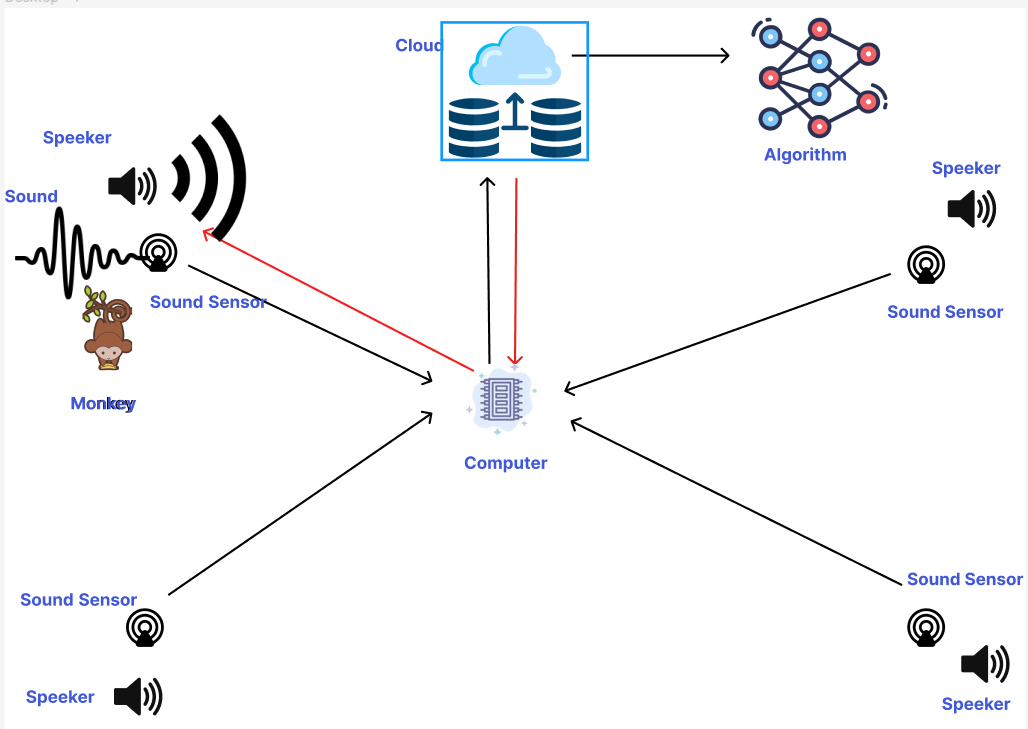 Cloud
Speeker
Algorithm
Speeker
Sound
Sound Sensor
Sound Sensor
Monkey
Computer
Sound Sensor
Sound Sensor
Speeker
Speeker